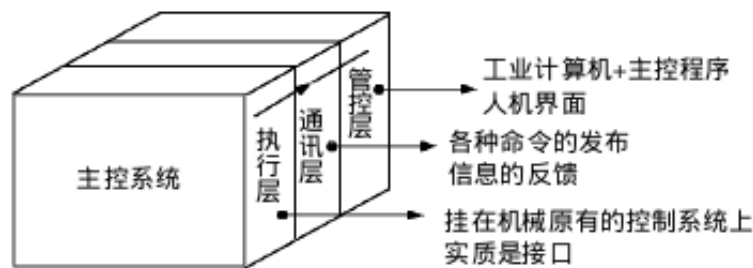 主控系统
执行层
通讯层
管控层
工业计算机+主控程序
人机界面
各种命令的发布
信息的反馈
挂在机械原有的控制系统上
实质是接口